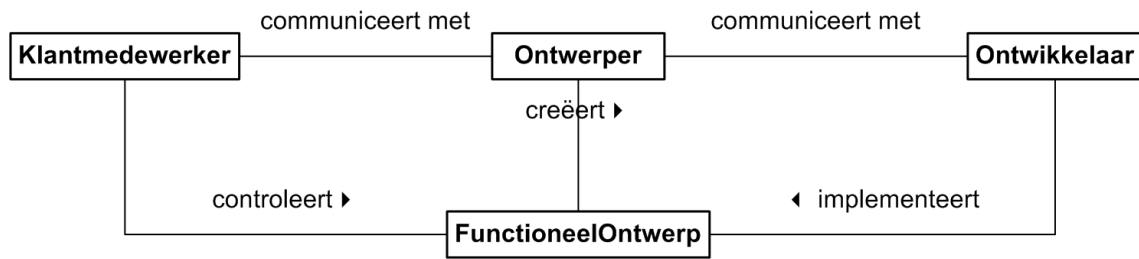 communiceert met
communiceert met
Klantmedewerker
Ontwerper
Ontwikkelaar
creëert
controleert
implementeert
FunctioneelOntwerp